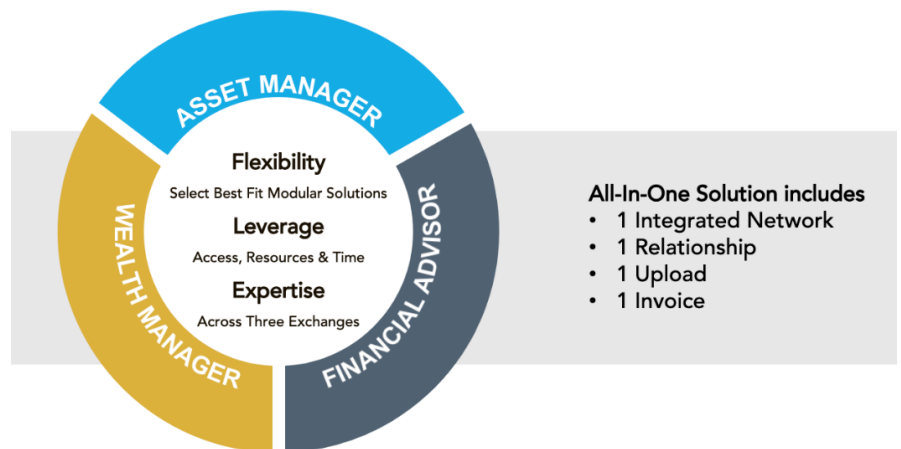 ASSET MANAGER
WEALTH MANAGER
FINANCIAL ADVISOR
Flexibility
Select Best Fit Modular Solutions
Leverage
Access, Resources & Time
Expertise
Across Three Exchanges
All-In-One Solution includes
• 1 Integrated Network
• 1 Relationship
• 1 Upload
• 1 Invoice